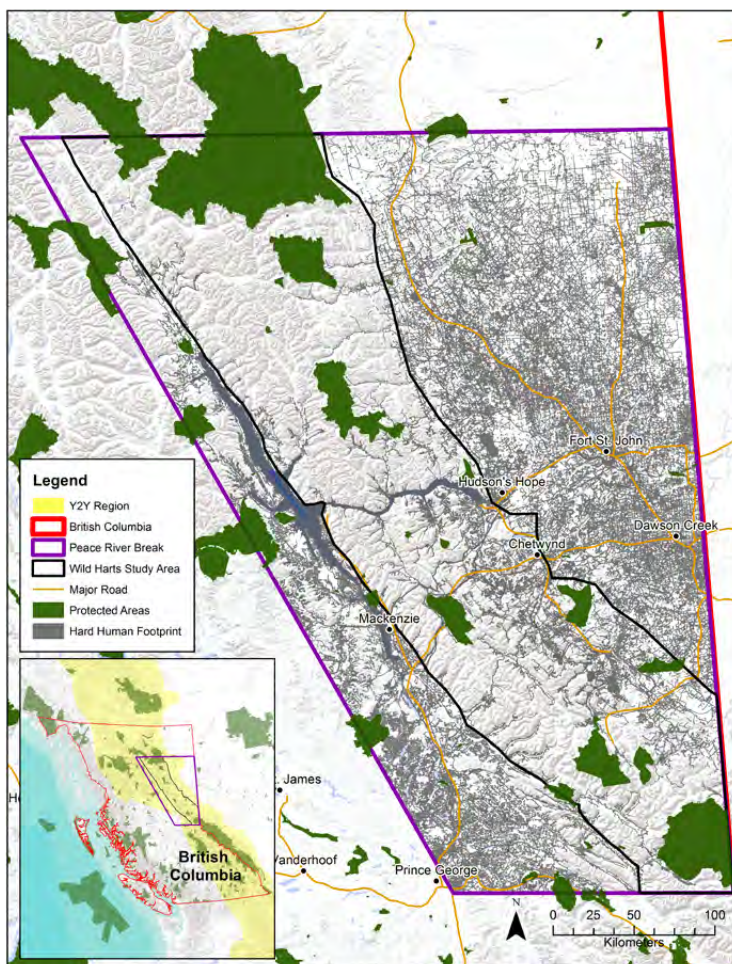 Fort St. John
Hudson's Hope
Dawson Creek
Chetwynd
Mackenzie
Legend
Y2Y Region
British Columbia
Peace River Break
Wild Harts Study Area
Major Road
Protected Areas
Hard Human Footprint
James
Vanderhoof
Prince George
British
Columbia
N
0 25 50 100
Kilometers